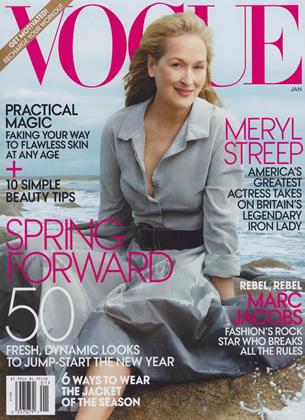 GET MOTIVATED!
RECHARGE YOUR WORKOUT
VOGUE
JAN
PRACTICAL
MAGIC
FAKING YOUR WAY
TO FLAWLESS SKIN
AT ANY AGE
+
10 SIMPLE
BEAUTY TIPS
MERYL
STREEP
AMERICA'S
GREATEST
ACTRESS TAKES
ON BRITAIN'S
LEGENDARY
IRON LADY
SPRING
FORWARD
50
FRESH, DYNAMIC LOOKS
TO JUMP-START THE NEW YEAR
6 WAYS TO WEAR
THE JACKET
OF THE SEASON
REBEL, REBEL
MARC
JACOBS
FASHION'S ROCK
STAR WHO BREAKS
ALL THE RULES